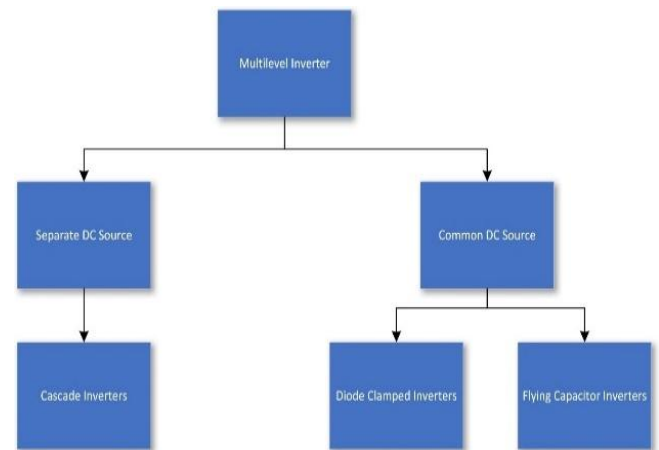 Multilevel Inverter
Separate DC Source
Common DC Source
Cascade Inverters
Diode Clamped Inverters
Flying Capacitor Inverters